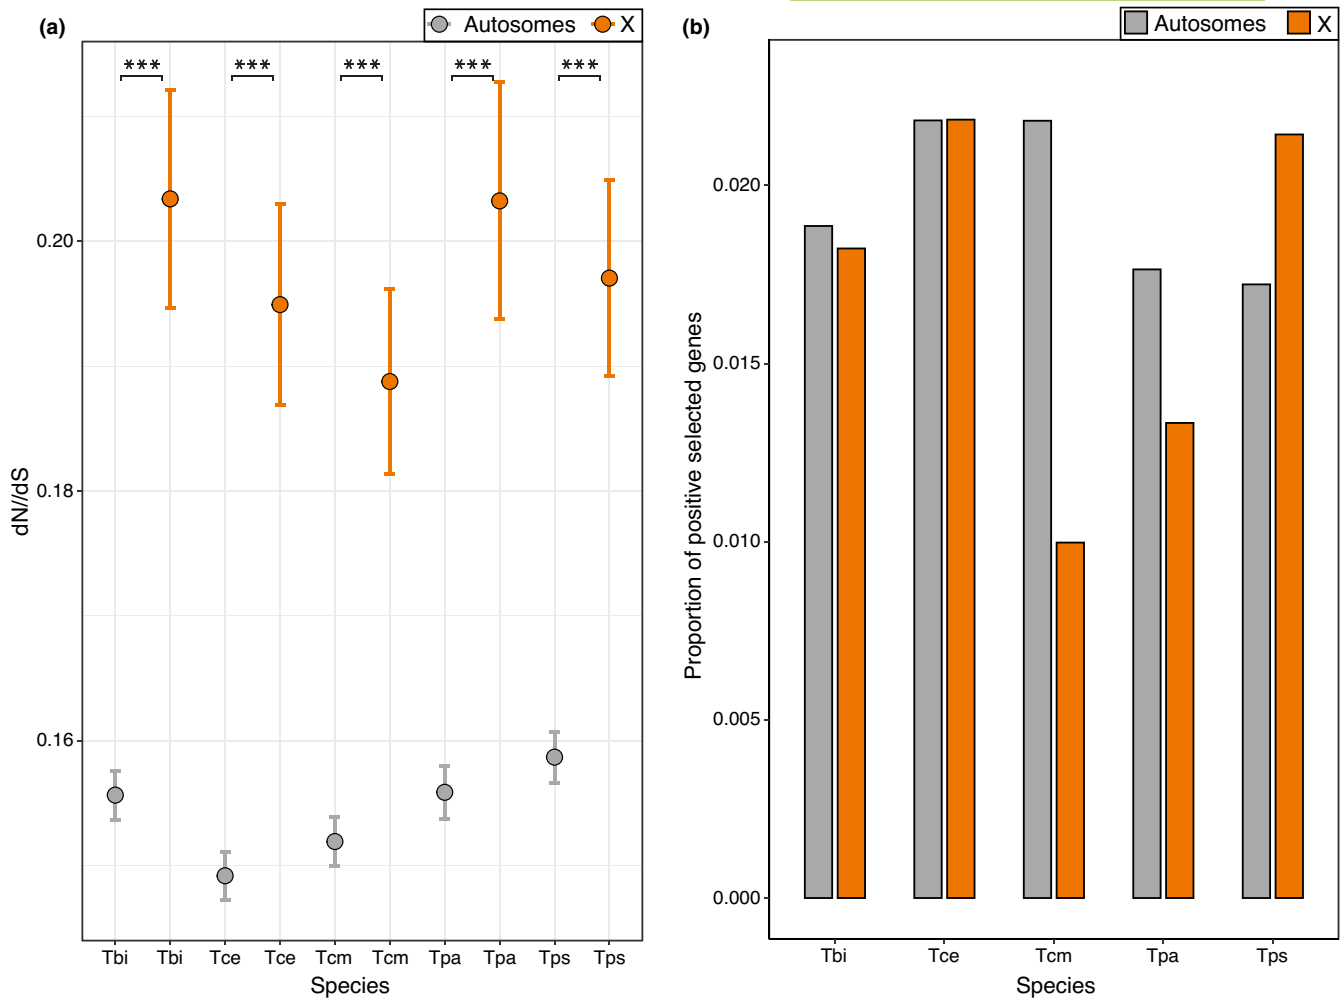 (a)
Autosomes X
*** *** *** *** ***
0.20
0.18
0.16
dN//dS
Tbi Tbi Tce Tce Tcm Tcm Tpa Tpa Tps Tps
Species
(b)
Autosomes X
0.020
0.015
0.010
0.005
0.000
Proportion of positive selected genes
Tbi Tce Tcm Tpa Tps
Species